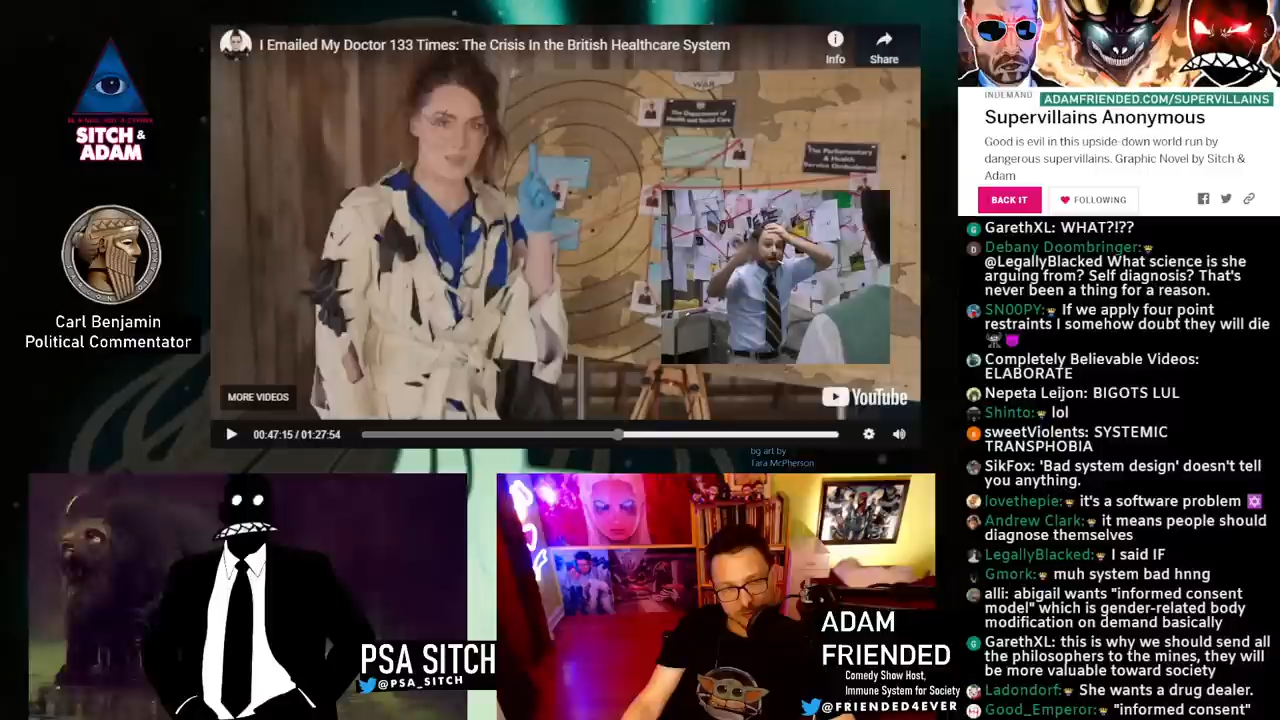 I Emailed My Doctor 133 Times: The Crisis In the British Healthcare System
Info
Share
WAR
The Department of
Health and Social Care
The Parliamentary
& Health
Service Ombudsman
MORE VIDEOS
YouTube
00:47:15 / 01:27:54
bg art by
Tara McPherson
SITCH &
ADAM
Carl Benjamin
Political Commentator
PSA SITCH
@PSA_SITCH
ADAM
FRIENDED
Comedy Show Host,
Immune System for Society
@FRIENDED4EVER
INDEMAND
ADAMFRIENDED.COM/SUPERVILLAINS
Supervillains Anonymous
Good is evil in this upside-down world run by
dangerous supervillains. Graphic Novel by Sitch &
Adam
BACK IT
FOLLOWING
GarethXL: WHAT?!??
Debany Doombringer:
@LegallyBlacked What science is she
arguing from? Self diagnosis? That's
never been a thing for a reason.
SN00PY: If we apply four point
restraints I somehow doubt they will die
Completely Believable Videos:
ELABORATE
Nepeta Leijon: BIGOTS LUL
Shinto: lol
sweetViolents: SYSTEMIC
TRANSPHOBIA
SikFox: 'Bad system design' doesn't tell
you anything.
lovethepie: it's a software problem
Andrew Clark: it means people should
diagnose themselves
LegallyBlacked: I said IF
Gmork: muh system bad hnng
alli: abigail wants "informed consent
model" which is gender-related body
modification on demand basically
GarethXL: this is why we should send all
the philosophers to the mines, they will
be more valuable toward society
Ladondorf: She wants a drug dealer.
Good_Emperor: "informed consent"